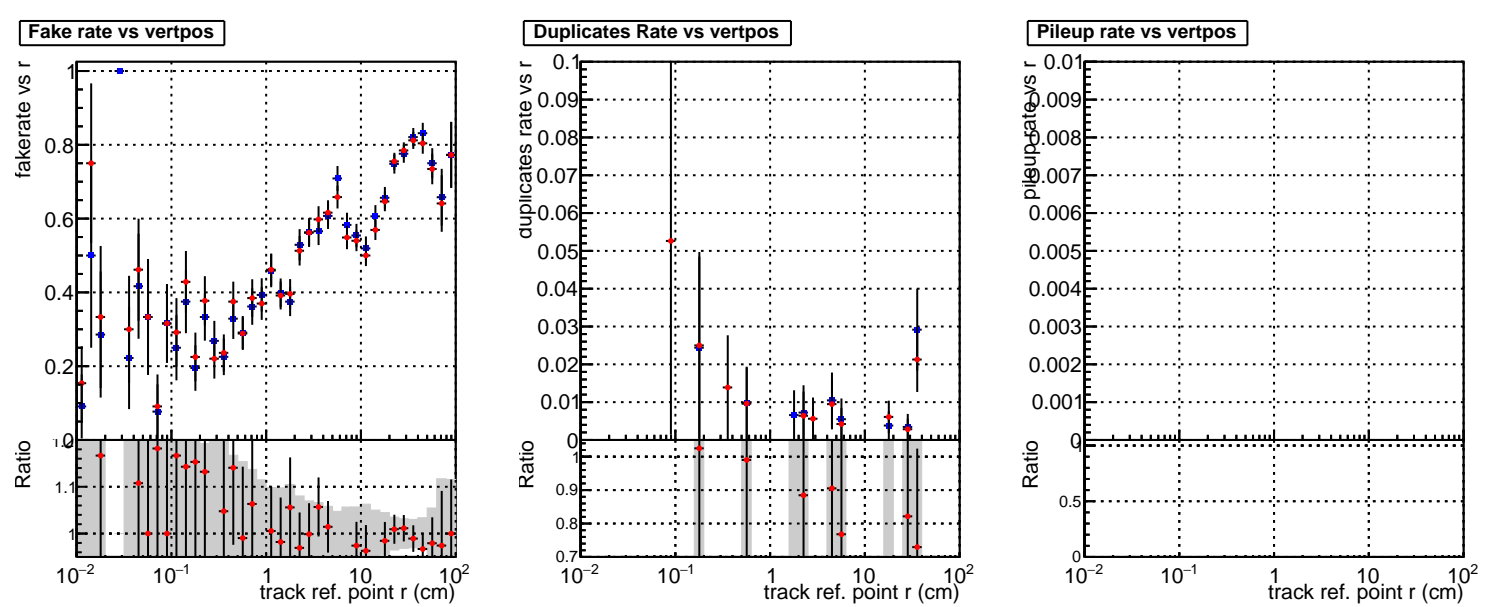 Fake rate vs vertpos
fakerate vs r
1
0.8
0.6
0.4
0.2
0
Ratio
1.1
1
10−2 10−1 1 10 102
track ref. point r (cm)
Duplicates Rate vs vertpos
duplicates rate vs r
0.1
0.09
0.08
0.07
0.06
0.05
0.04
0.03
0.02
0.01
0
Ratio
1
0.9
0.8
0.7
10−2 10−1 1 10 102
track ref. point r (cm)
Pileup rate vs vertpos
pileup rate vs r
0.01
0.009
0.008
0.007
0.006
0.005
0.004
0.003
0.002
0.001
0
Ratio
1
0.5
0
10−2 10−1 1 10 102
track ref. point r (cm)